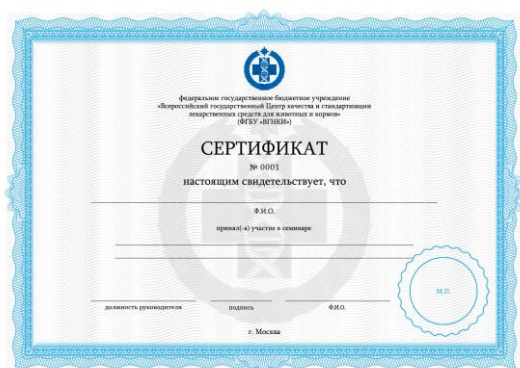 федеральное государственное бюджетное учреждение
«Всероссийский государственный Центр качества и стандартизации
лекарственных средств для животных и кормов»
(ФГБУ «ВГНКИ»)
СЕРТИФИКАТ
№ 0001
настоящим свидетельствует, что
Ф.И.О.
принял(-а) участие в семинаре
М.П.
должность руководителя подпись Ф.И.О.
г. Москва